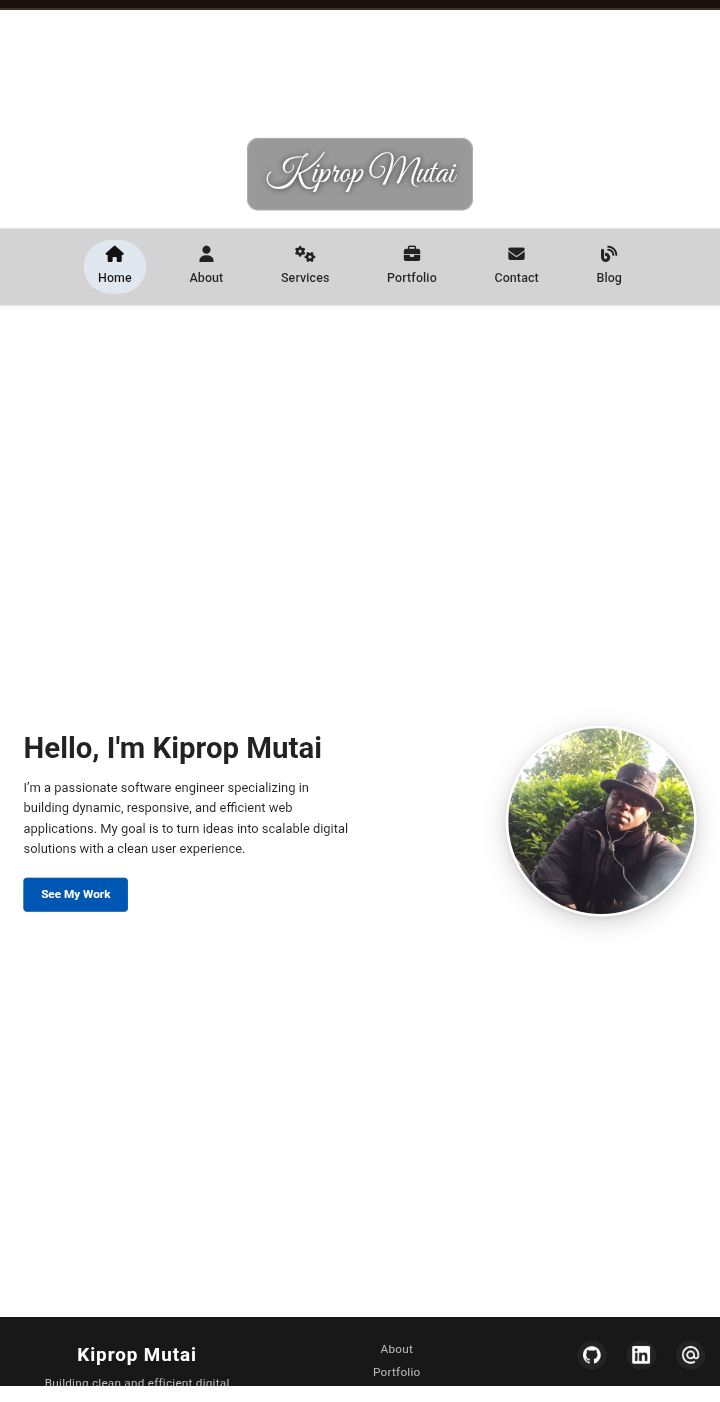 Kiprop Mutai
Home
About
Services
Portfolio
Contact
Blog
Hello, I'm Kiprop Mutai
I’m a passionate software engineer specializing in
building dynamic, responsive, and efficient web
applications. My goal is to turn ideas into scalable digital
solutions with a clean user experience.
See My Work
Kiprop Mutai
Building clean and efficient digital
About
Portfolio